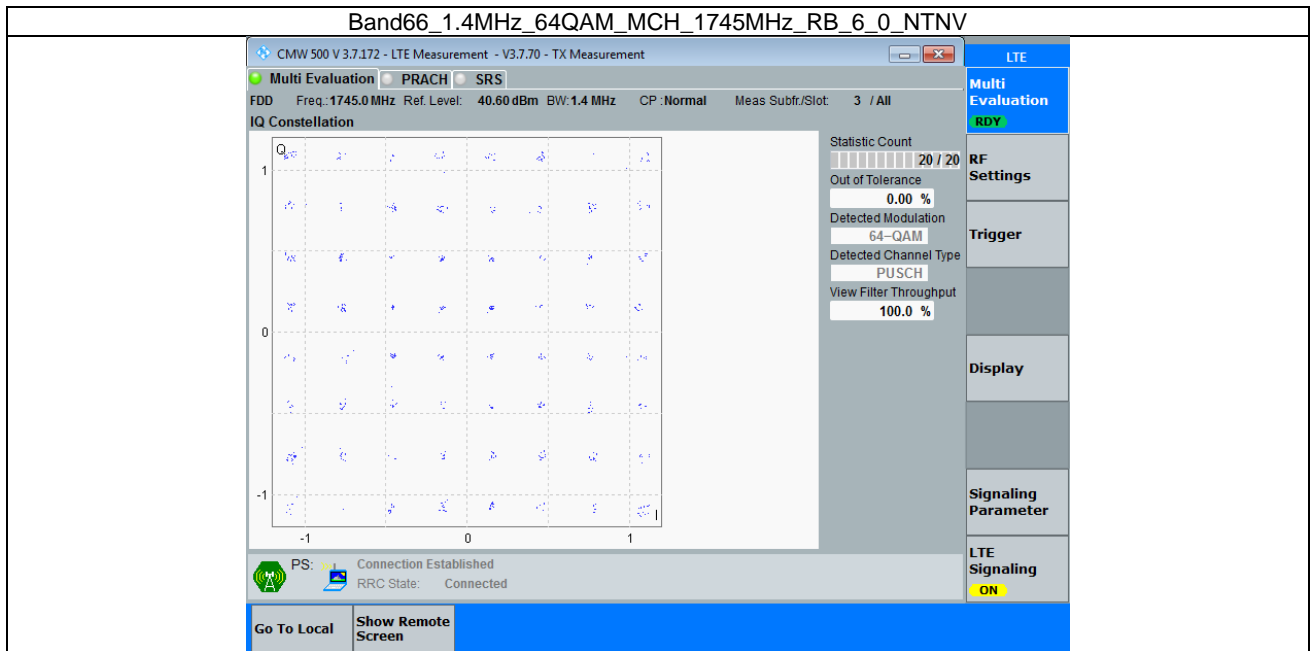 Band66_1.4MHz_64QAM_MCH_1745MHz_RB_6_0_NTNV
CMW 500 V 3.7.172 - LTE Measurement - V3.7.70 - TX Measurement
LTE
Multi Evaluation PRACH SRS
Multi
Evaluation
RDY
FDD Freq.:1745.0 MHz Ref. Level: 40.60 dBm BW:1.4 MHz CP :Normal Meas Subfr./Slot: 3 / All
IQ Constellation
Q
1
0
-1
-1 0 1
I
Statistic Count
20 / 20
Out of Tolerance
0.00 %
Detected Modulation
64-QAM
Detected Channel Type
PUSCH
View Filter Throughput
100.0 %
RF
Settings
Trigger
Display
Signaling
Parameter
LTE
Signaling
ON
PS: Connection Established
RRC State: Connected
Go To Local
Show Remote
Screen